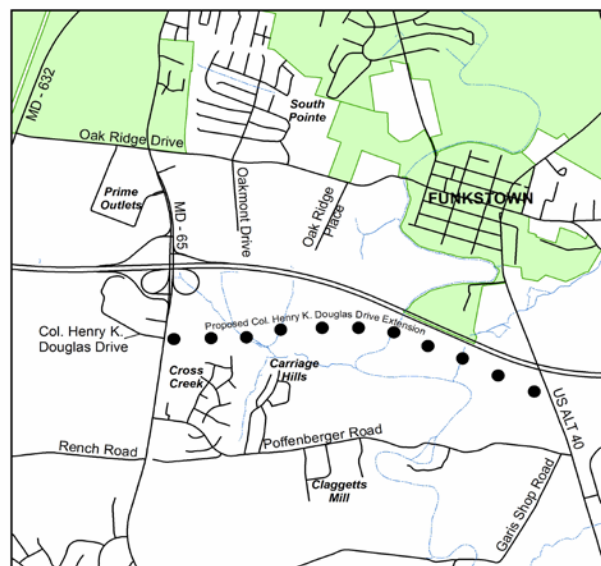 MD - 632
South
Pointe
Oak Ridge Drive
Prime
Outlets
MD - 65
Oakmont Drive
Oak Ridge
Place
FUNKSTOWN
Col. Henry K.
Douglas Drive
Proposed Col. Henry K. Douglas Drive Extension
Cross
Creek
Carriage
Hills
US ALT 40
Rench Road
Poffenberger Road
Claggetts
Mill
Garis Shop Road